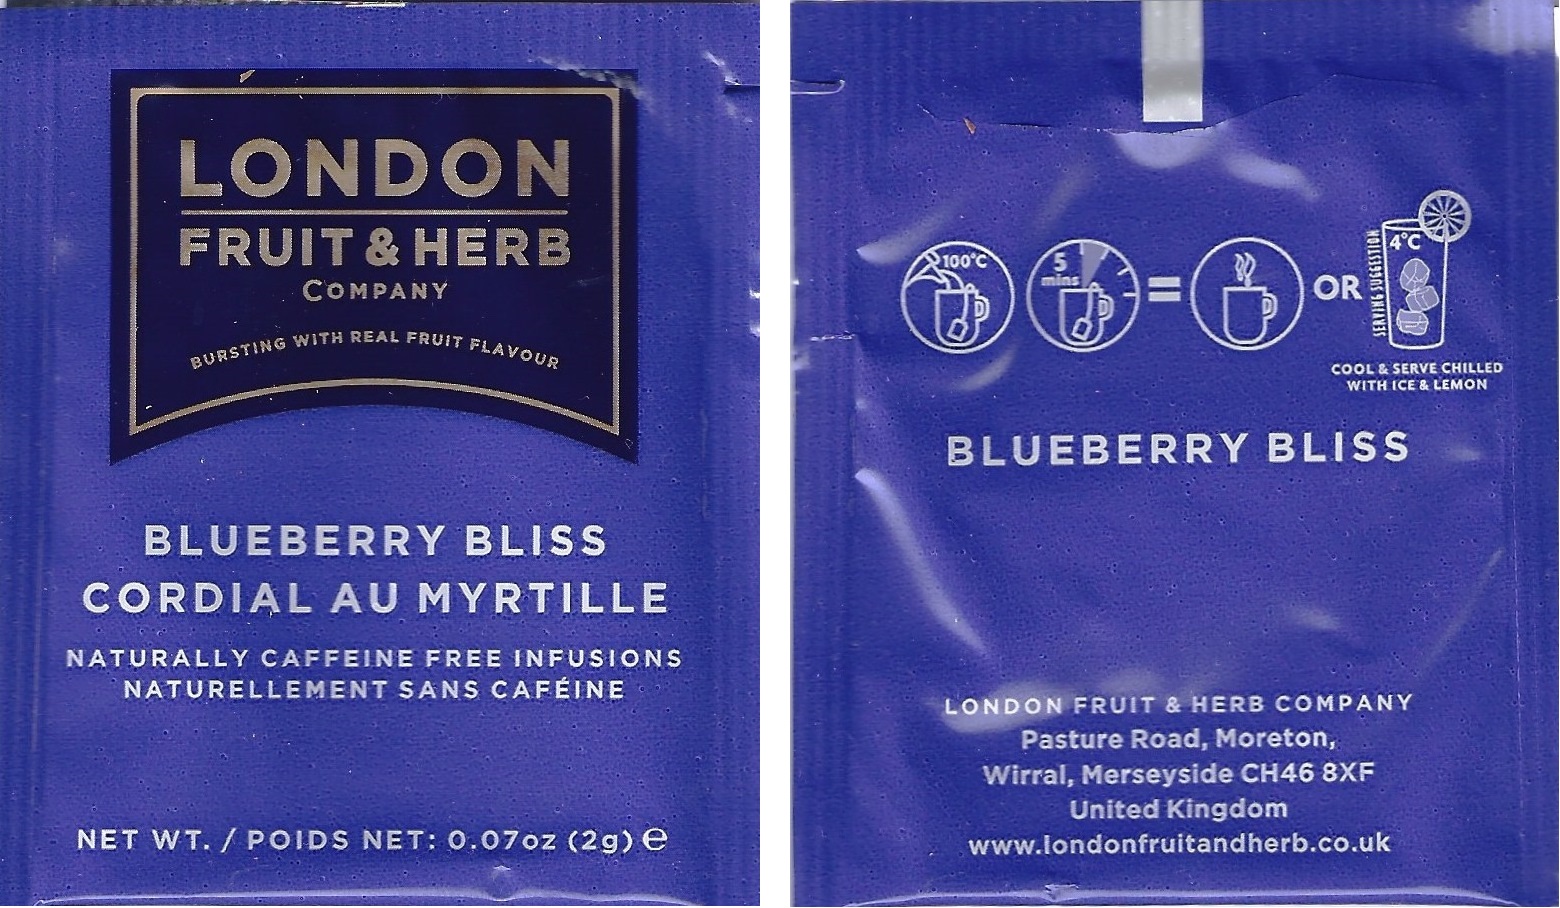 LONDON
FRUIT & HERB
COMPANY
BURSTING WITH REAL FRUIT FLAVOUR
BLUEBERRY BLISS
CORDIAL AU MYRTILLE
NATURALLY CAFFEINE FREE INFUSIONS
NATURELLEMENT SANS CAFÉINE
NET WT. / POIDS NET: 0.07oz (2g) ℮
100°C
5
mins
=
OR
SERVING SUGGESTION
4°C
COOL & SERVE CHILLED
WITH ICE & LEMON
BLUEBERRY BLISS
LONDON FRUIT & HERB COMPANY
Pasture Road, Moreton,
Wirral, Merseyside CH46 8XF
United Kingdom
www.londonfruitandherb.co.uk